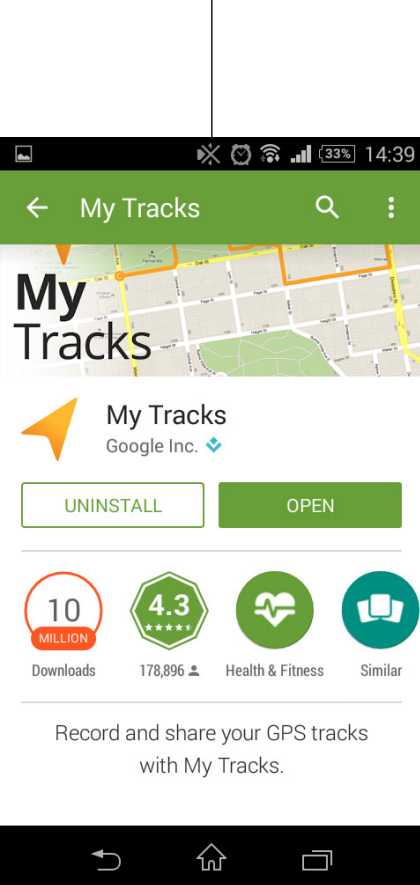 33% 14:39
My Tracks
My
Tracks
My Tracks
Google Inc.
UNINSTALL OPEN
10
MILLION
4.3
Downloads 178,896 Health & Fitness Similar
Record and share your GPS tracks
with My Tracks.